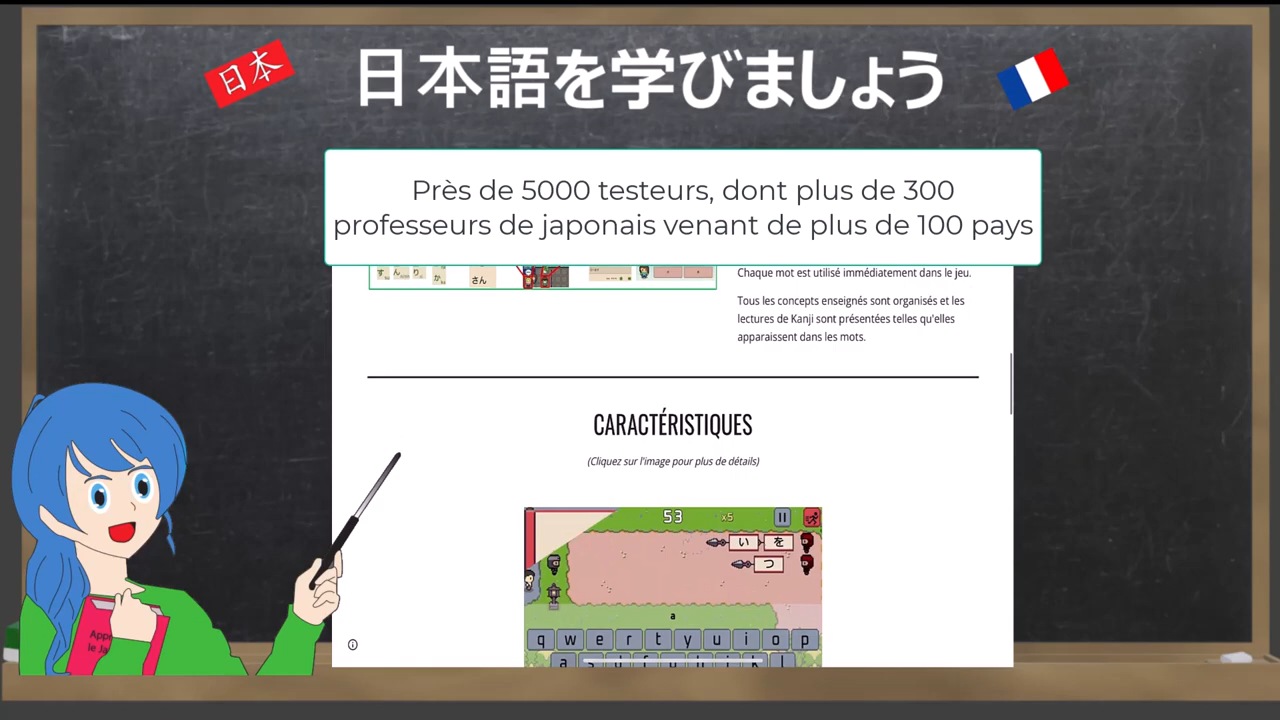 日本
日本語を学びましょう
Près de 5000 testeurs, dont plus de 300
professeurs de japonais venant de plus de 100 pays
さん
Chaque mot est utilisé immédiatement dans le jeu.
Tous les concepts enseignés sont organisés et les
lectures de Kanji sont présentées telles qu'elles
apparaissent dans les mots.
CARACTÉRISTIQUES
(Cliquez sur l'image pour plus de détails)
53 x5
い を
つ
a
q w e r t y u i o p